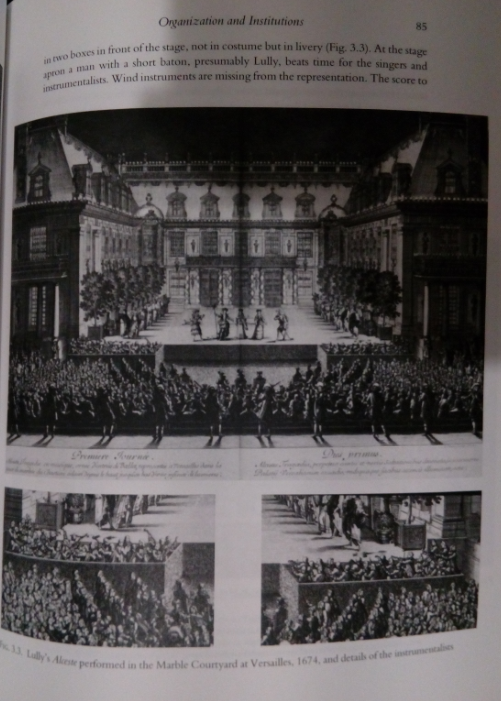 Organization and Institutions
85
in two boxes in front of the stage, not in costume but in livery (Fig. 3.3). At the stage
apron a man with a short baton, presumably Lully, beats time for the singers and
instrumentalists. Wind instruments are missing from the representation. The score to
Premiere Journée.
Dies primus.
FIG. 3.3. Lully's Alceste performed in the Marble Courtyard at Versailles, 1674, and details of the instrumentalists